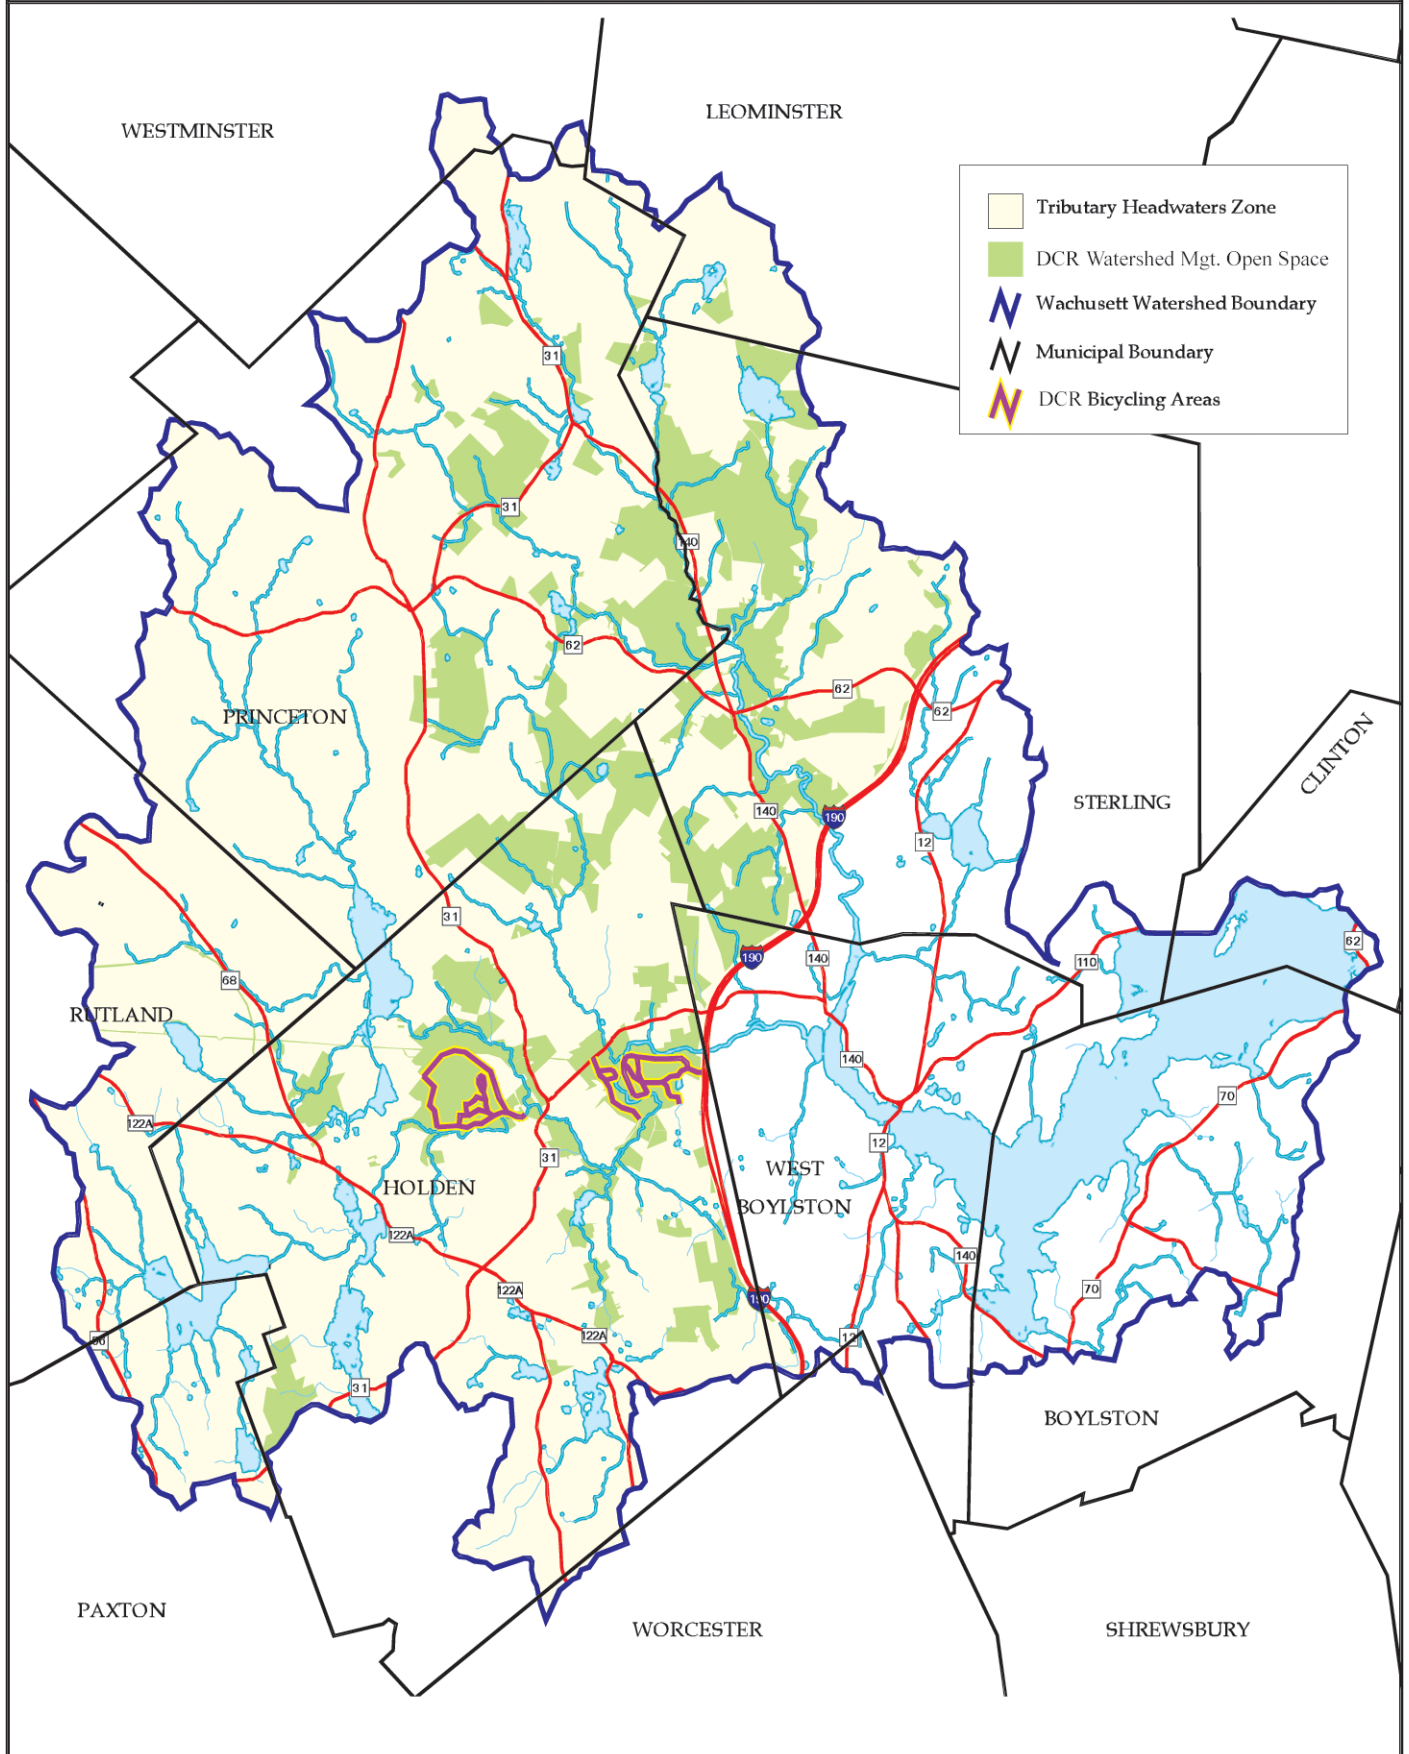 WESTMINSTER
LEOMINSTER
Tributary Headwaters Zone
DCR Watershed Mgt. Open Space
Wachusett Watershed Boundary
Municipal Boundary
DCR Bicycling Areas
31
31
140
62
62
62
PRINCETON
CLINTON
STERLING
140
190
12
31
62
190
140
110
68
RUTLAND
140
122A
70
12
31
WEST
HOLDEN
BOYLSTON
122A
140
70
122A
190
122A
12
56
31
BOYLSTON
PAXTON
WORCESTER
SHREWSBURY